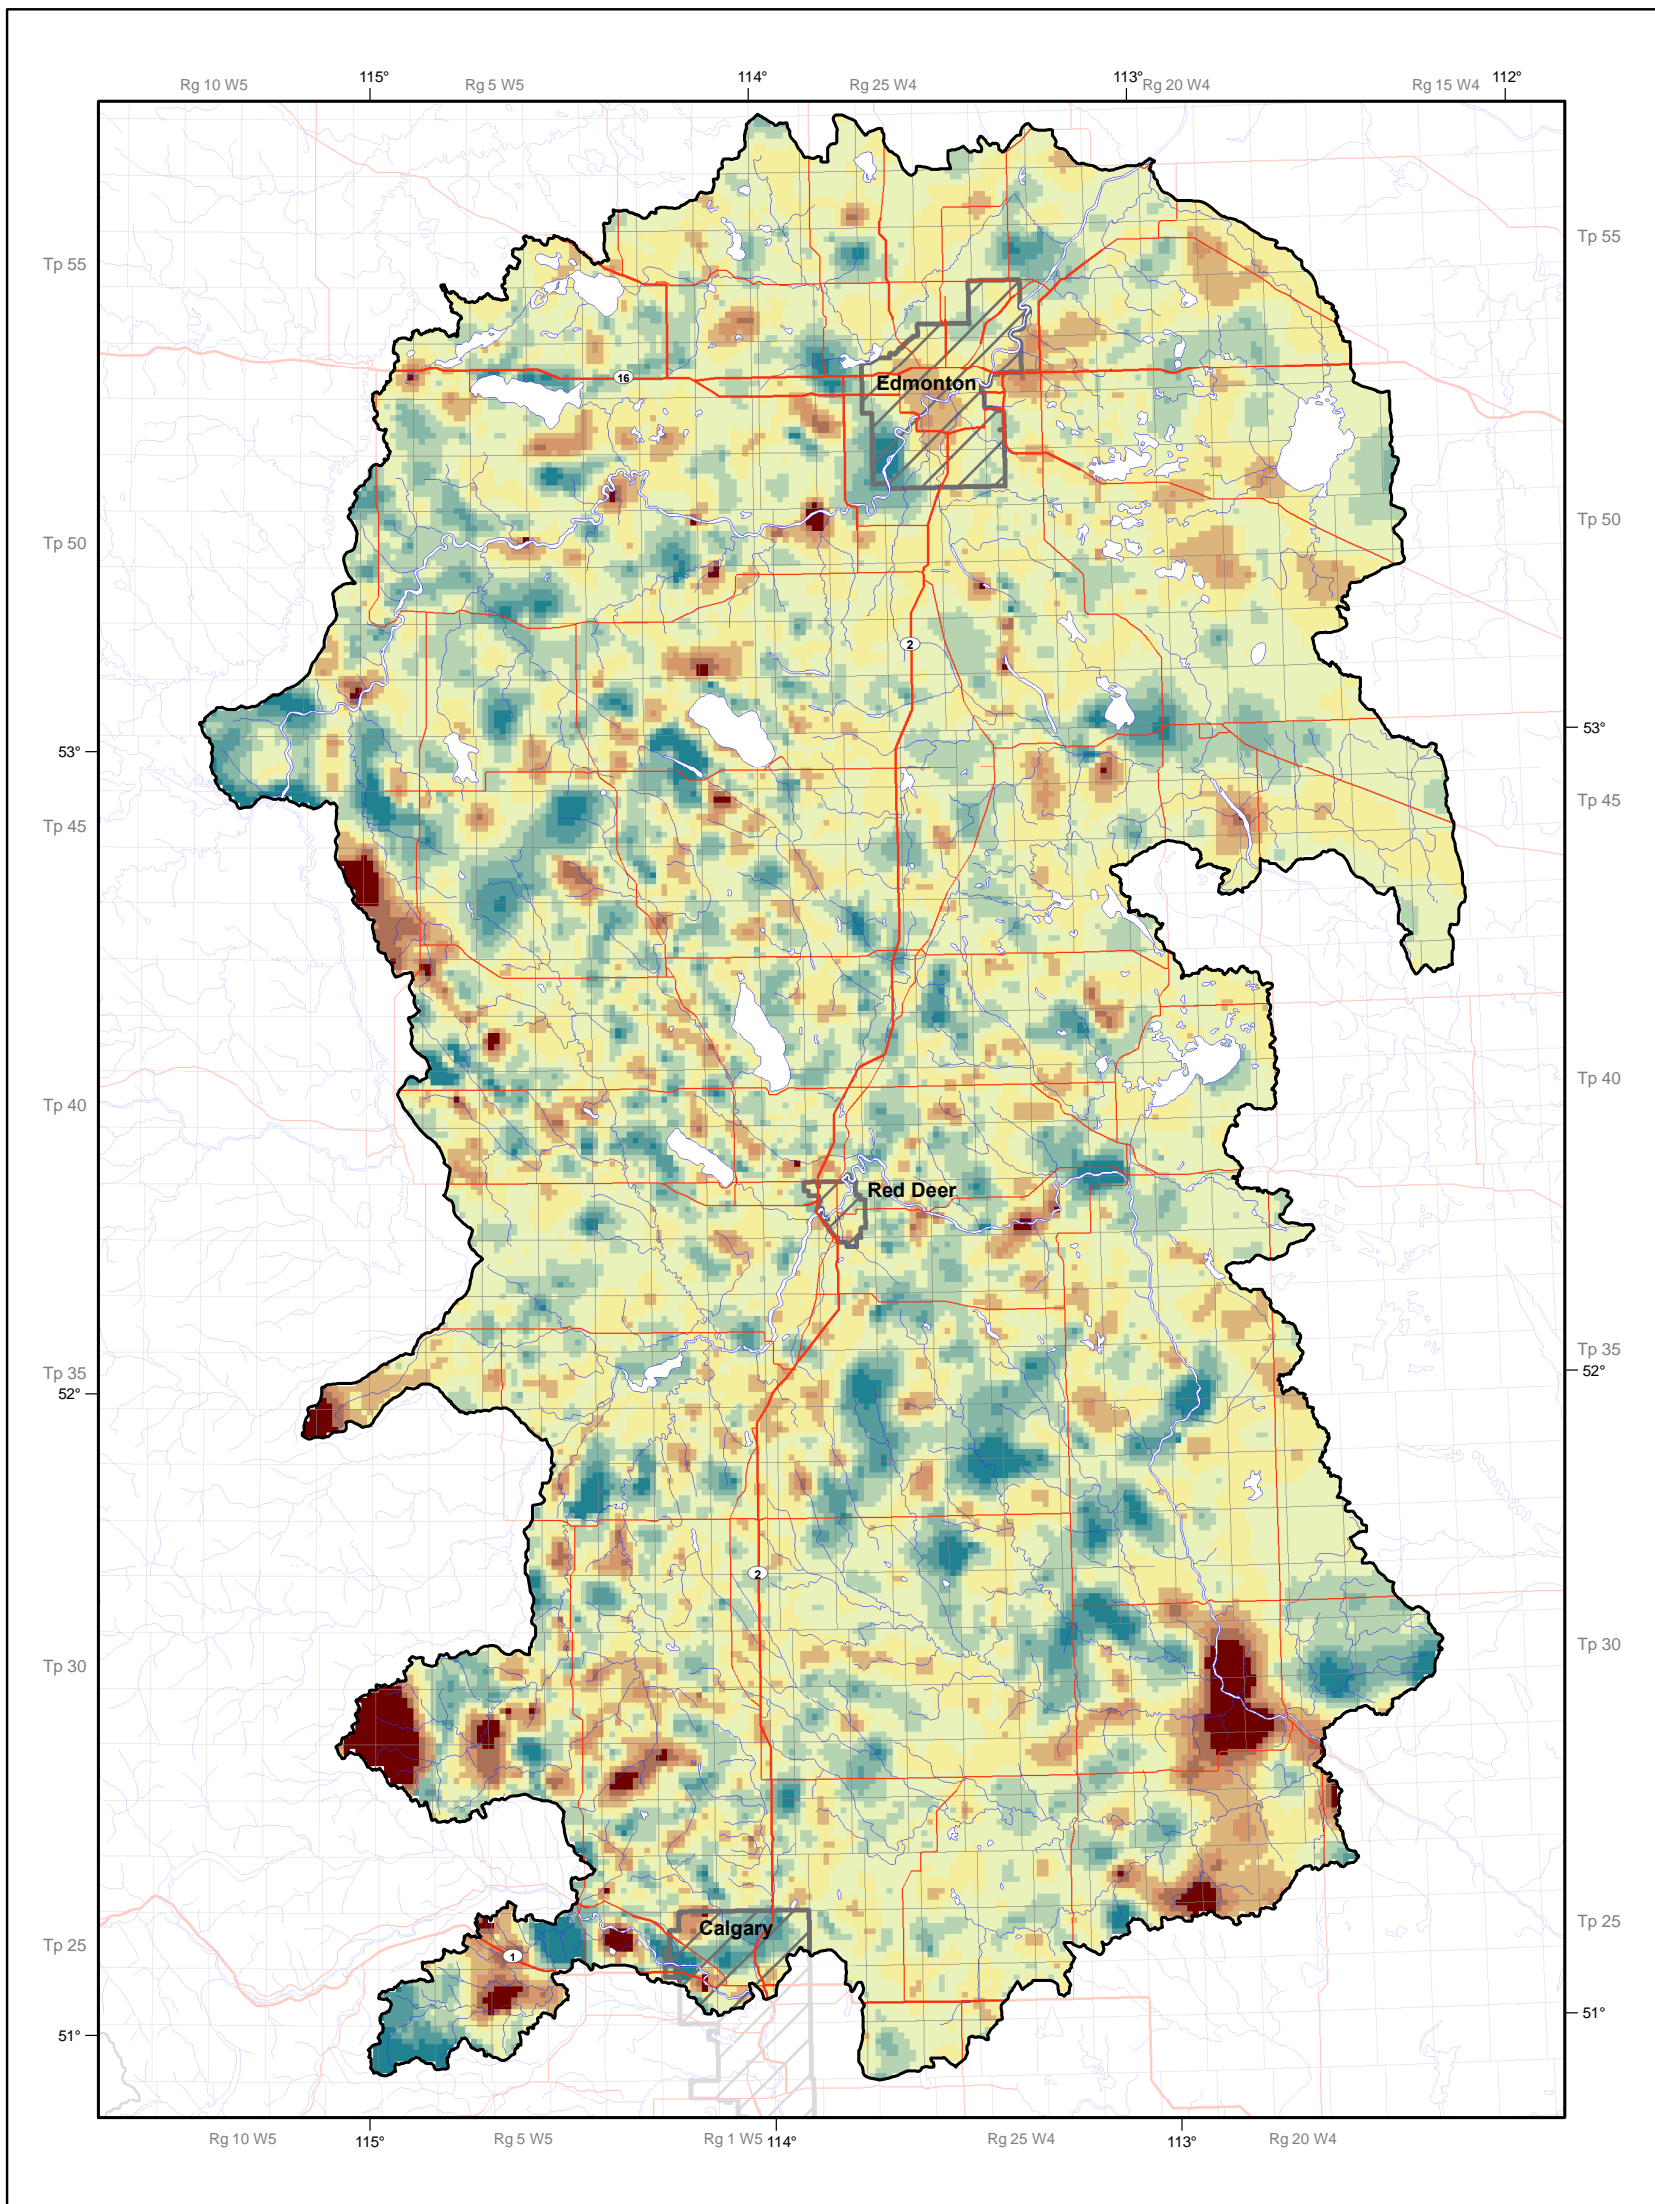 115° 114° 113° 112°
Rg 10 W5 Rg 5 W5 Rg 25 W4 Rg 20 W4 Rg 15 W4
Tp 55 Tp 55
16
Edmonton
Tp 50 Tp 50
2
53° 53°
Tp 45 Tp 45
Tp 40 Tp 40
Red Deer
Tp 35 Tp 35
52° 52°
2
Tp 30 Tp 30
Calgary
Tp 25 Tp 25
1
51° 51°
Rg 10 W5 Rg 5 W5 Rg 1 W5 Rg 25 W4 Rg 20 W4
115° 114° 113°